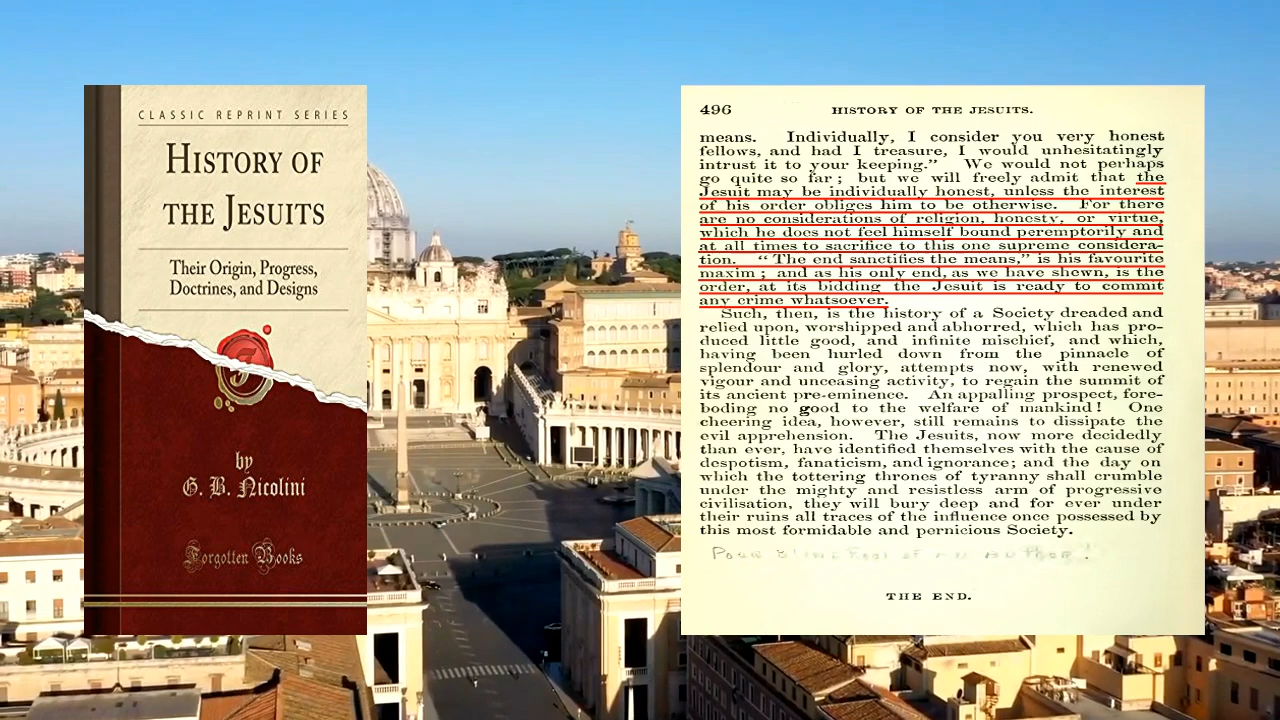 CLASSIC REPRINT SERIES
HISTORY OF
THE JESUITS
Their Origin, Progress,
Doctrines, and Designs
by
G. B. Nicolini
Forgotten Books
496 HISTORY OF THE JESUITS.
means. Individually, I consider you very honest
fellows, and had I treasure, I would unhesitatingly
intrust it to your keeping.” We would not perhaps
go quite so far; but we will freely admit that the
Jesuit may be individually honest, unless the interest
of his order obliges him to be otherwise. For there
are no considerations of religion, honesty, or virtue,
which he does not feel himself bound peremptorily and
at all times to sacrifice to this one supreme considera-
tion. “The end sanctifies the means,” is his favourite
maxim; and as his only end, as we have shewn, is the
order, at its bidding the Jesuit is ready to commit
any crime whatsoever.
Such, then, is the history of a Society dreaded and
relied upon, worshipped and abhorred, which has pro-
duced little good, and infinite mischief, and which,
having been hurled down from the pinnacle of
splendour and glory, attempts now, with renewed
vigour and unceasing activity, to regain the summit of
its ancient pre-eminence. An appalling prospect, fore-
boding no good to the welfare of mankind! One
cheering idea, however, still remains to dissipate the
evil apprehension. The Jesuits, now more decidedly
than ever, have identified themselves with the cause of
despotism, fanaticism, and ignorance; and the day on
which the tottering thrones of tyranny shall crumble
under the mighty and resistless arm of progressive
civilisation, they will bury deep and for ever under
their ruins all traces of the influence once possessed by
this most formidable and pernicious Society.
THE END.